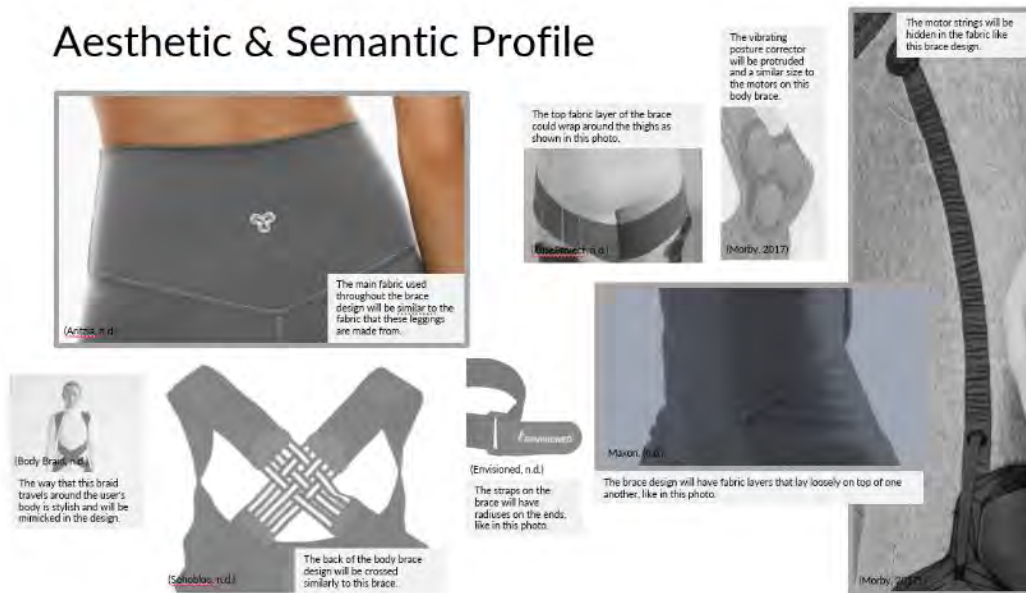 Aesthetic & Semantic Profile
The motor strings will be
hidden in the fabric like
this brace design.
The vibrating
posture corrector
will be protruded
and a similar size to
the motors on this
body brace.
The top fabric layer of the brace
could wrap around the thighs as
shown in this photo.
n.d.)
(Morby, 2017)
The main fabric used
throughout the brace
design will be similar to the
fabric that these leggings
are made from.
(Aritzia, n.d.
(Body Braid, n.d.)
The way that this braid
travels around the user's
body is stylish and will be
mimicked in the design.
ENVISIONED
(Envisioned, n.d.)
The straps on the
brace will have
radiuses on the ends,
like in this photo.
Maxon, (n.d.)
The brace design will have fabric layers that lay loosely on top of one
another, like in this photo.
The back of the body brace
design will be crossed
similarly to this brace.
n.d.)
(Morby, 2017)